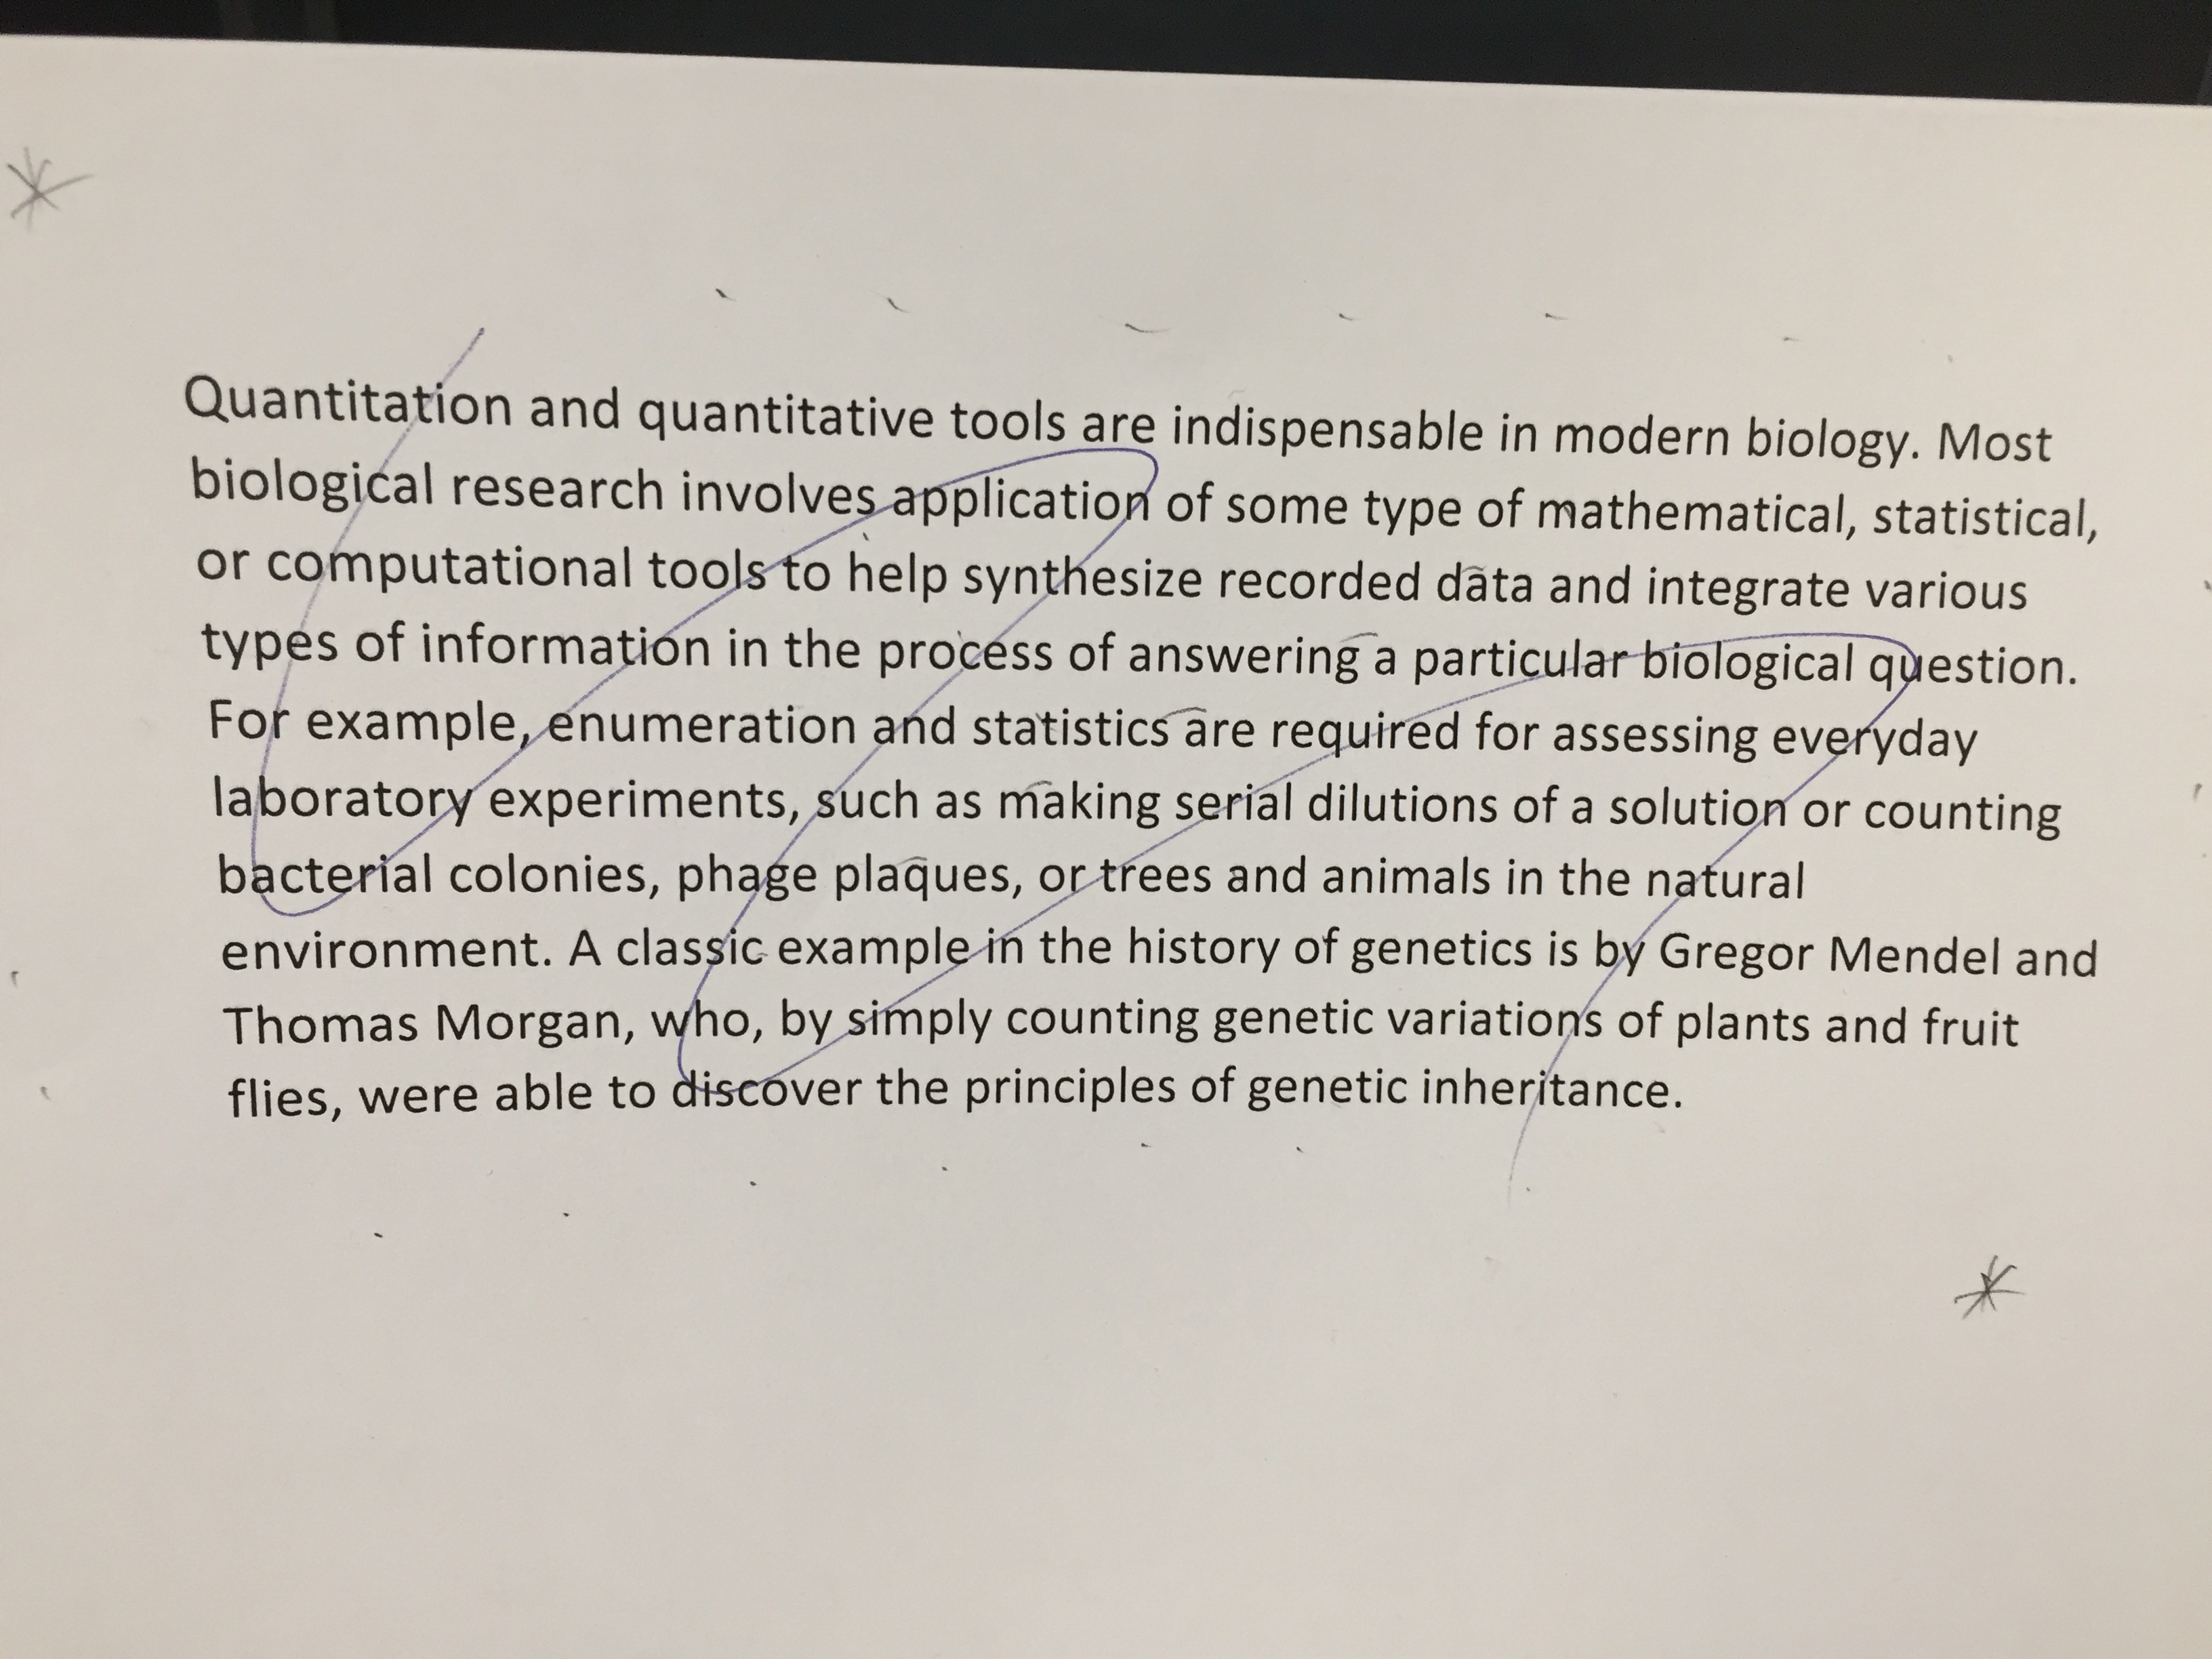 Quantitation and quantitative tools are indispensable in modern biology. Most
biological research involves application of some type of mathematical, statistical,
or computational tools to help synthesize recorded data and integrate various
types of information in the process of answering a particular biological question.
For example, enumeration and statistics are required for assessing everyday
laboratory experiments, such as making serial dilutions of a solution or counting
bacterial colonies, phage plaques, or trees and animals in the natural
environment. A classic example in the history of genetics is by Gregor Mendel and
Thomas Morgan, who, by simply counting genetic variations of plants and fruit
flies, were able to discover the principles of genetic inheritance.